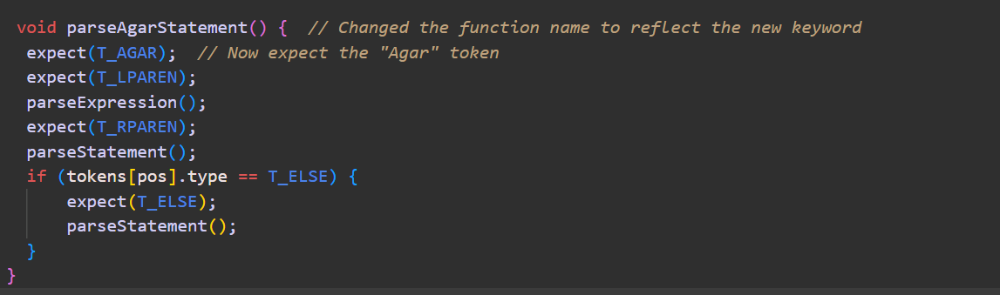 void parseAgarStatement() {  // Changed the function name to reflect the new keyword
expect(T_AGAR);  // Now expect the "Agar" token
expect(T_LPAREN);
parseExpression();
expect(T_RPAREN);
parseStatement();
if (tokens[pos].type == T_ELSE) {
expect(T_ELSE);
parseStatement();
}
}